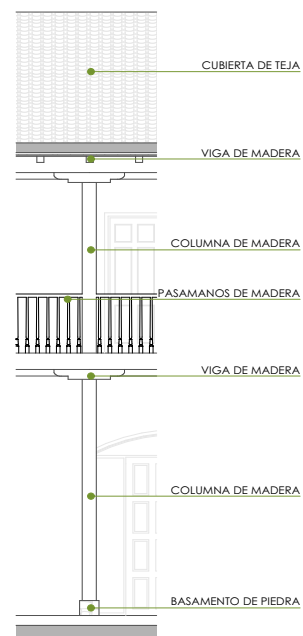 CUBIERTA DE TEJA
VIGA DE MADERA
COLUMNA DE MADERA
PASAMANOS DE MADERA
VIGA DE MADERA
COLUMNA DE MADERA
BASAMENTO DE PIEDRA